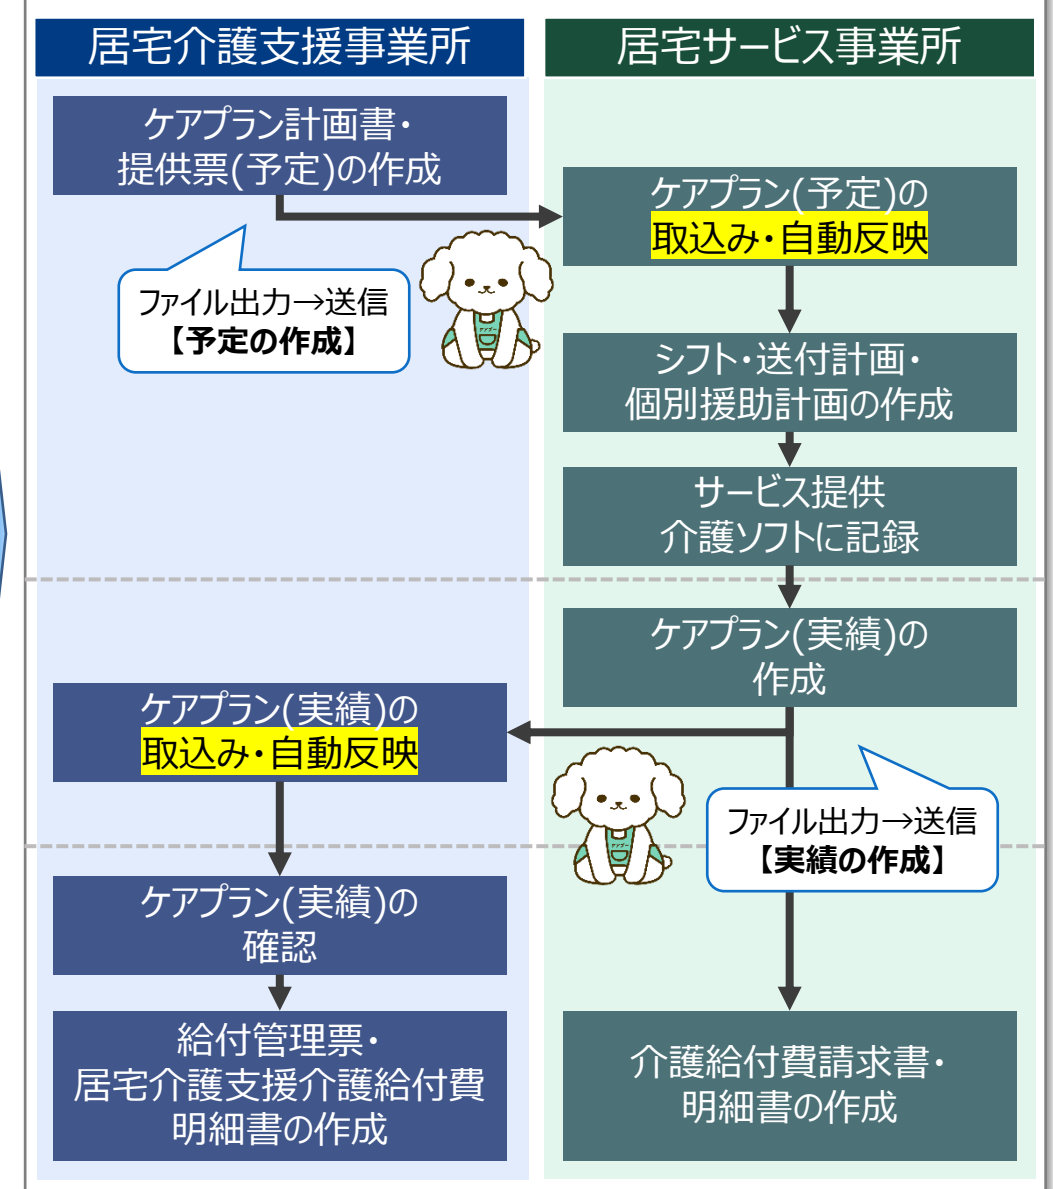 居宅介護支援事業所
居宅サービス事業所
ケアプラン計画書・
提供票(予定)の作成
ケアプラン(予定)の
取込み・自動反映
ファイル出力→送信
【予定の作成】
シフト・送付計画・
個別援助計画の作成
サービス提供
介護ソフトに記録
ケアプラン(実績)の
作成
ケアプラン(実績)の
取込み・自動反映
ファイル出力→送信
【実績の作成】
ケアプラン(実績)の
確認
給付管理票・
居宅介護支援介護給付費
明細書の作成
介護給付費請求書・
明細書の作成